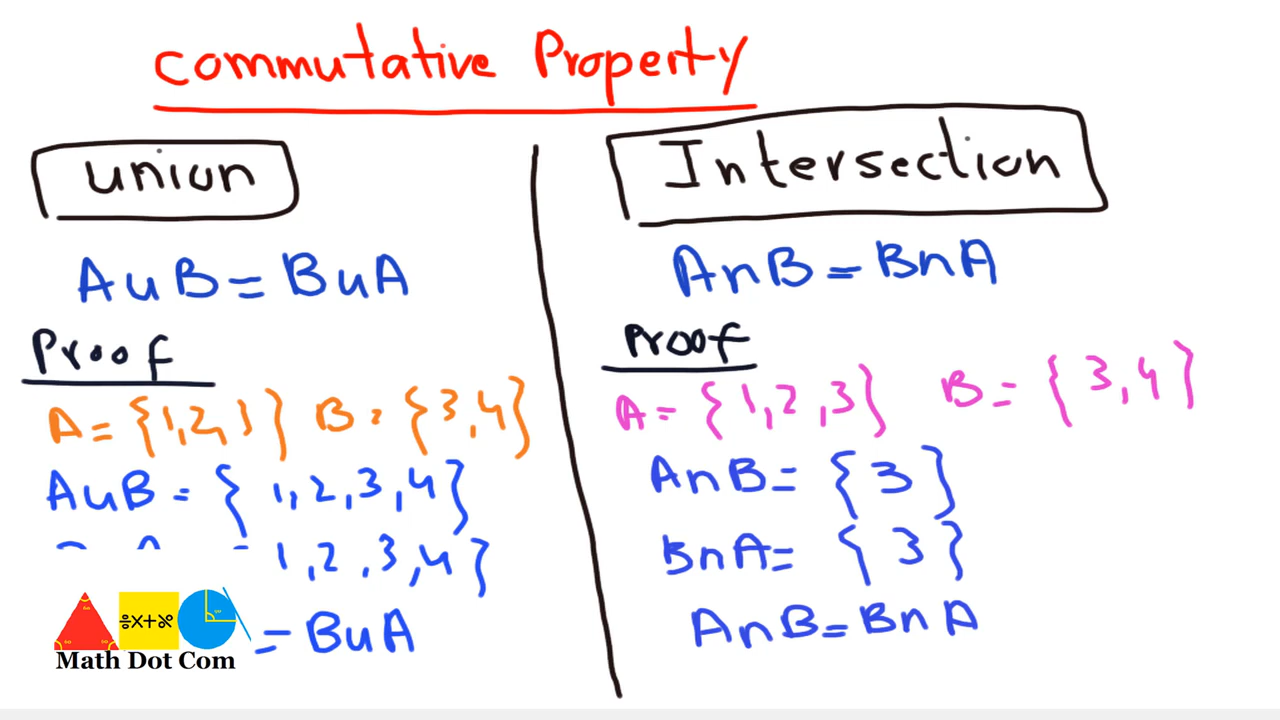 Commutative Property
union
AuB = BuA
Proof
A = {1,2,3} B = {3,4}
AuB = { 1,2,3,4}
= 1,2,3,4}
= BuA
÷×+%
Math Dot Com
Intersection
AnB = BnA
Proof
A = {1,2,3} B = {3,4}
AnB = {3}
BnA = {3}
AnB = BnA